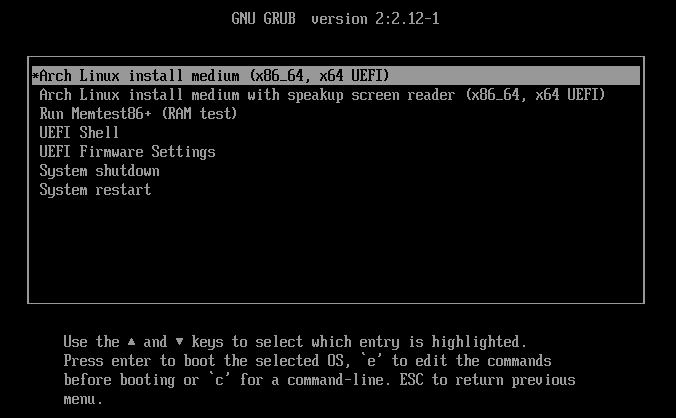 GNU GRUB  version 2:2.12-1
*Arch Linux install medium (x86_64, x64 UEFI)
Arch Linux install medium with speakup screen reader (x86_64, x64 UEFI)
Run Memtest86+ (RAM test)
UEFI Shell
UEFI Firmware Settings
System shutdown
System restart
Use the ▲ and ▼ keys to select which entry is highlighted.
Press enter to boot the selected OS, `e' to edit the commands
before booting or `c' for a command-line. ESC to return previous
menu.